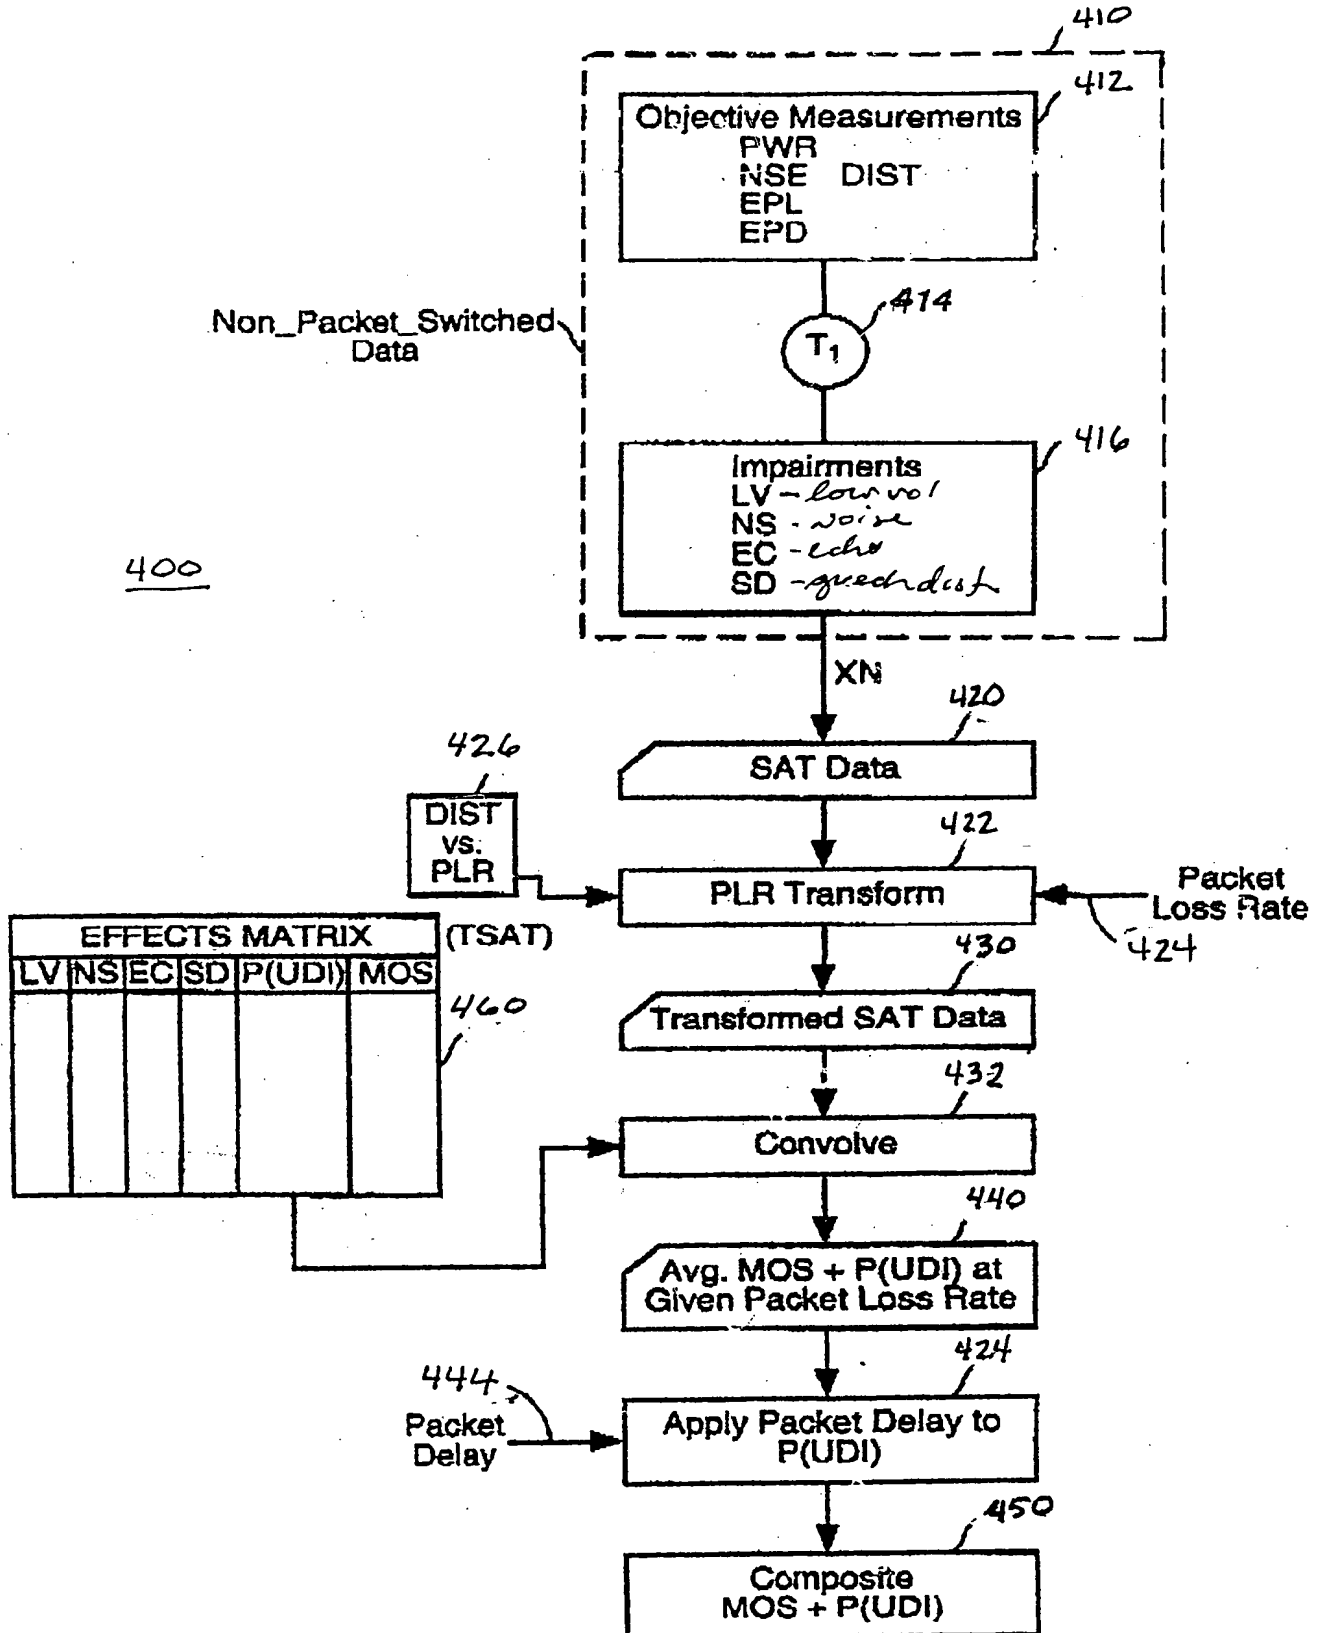 410
412
Objective Measurements
PWR
NSE DIST
EPL
EPD
414
Non_Packet_Switched
Data
T1
416
Impairments
LV - low vol
NS - noise
EC - echo
SD - speech dist
400
XN
420
SAT Data
426
DIST
vs.
PLR
422
PLR Transform
Packet
Loss Rate
424
EFFECTS MATRIX (TSAT)
LV NS EC SD P(UDI) MOS
460
430
Transformed SAT Data
432
Convolve
440
Avg. MOS + P(UDI) at
Given Packet Loss Rate
424
444
Packet
Delay
Apply Packet Delay to
P(UDI)
450
Composite
MOS + P(UDI)